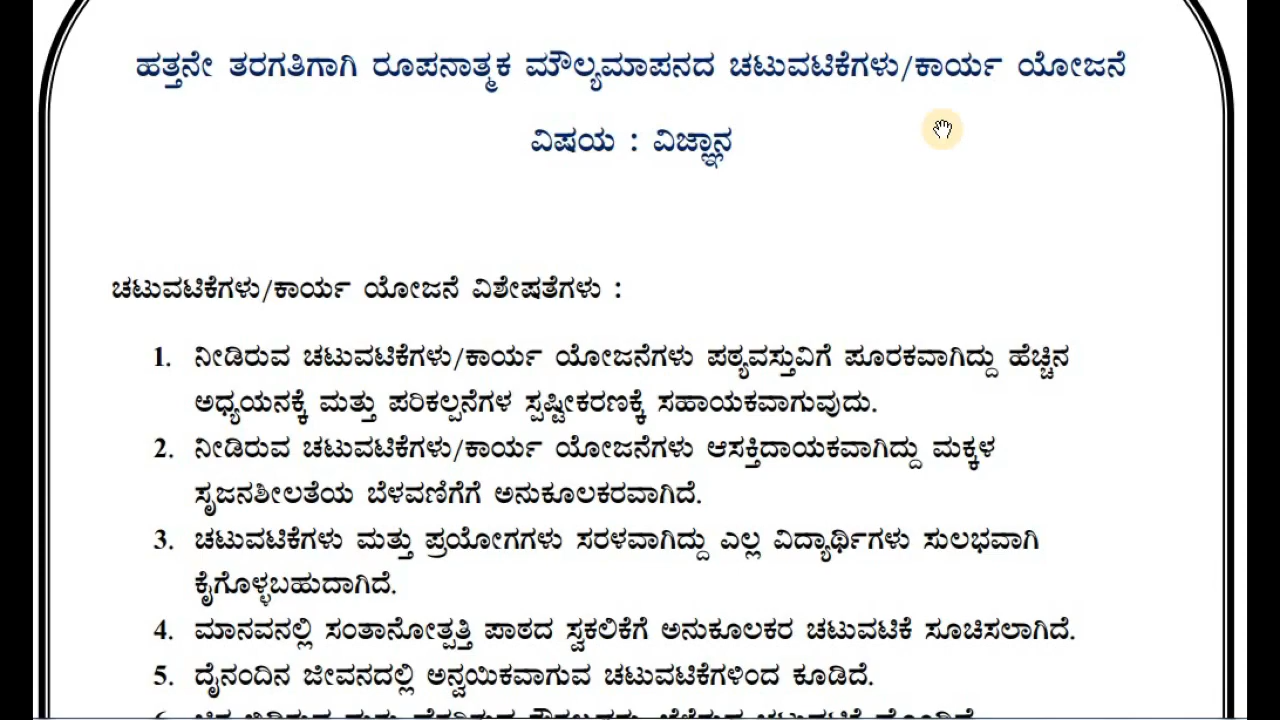 ಹತ್ತನೇ ತರಗತಿಗಾಗಿ ರೂಪನಾತ್ಮಕ ಮೌಲ್ಯಮಾಪನದ ಚಟುವಟಿಕೆಗಳು/ಕಾರ್ಯ ಯೋಜನೆ
ವಿಷಯ : ವಿಜ್ಞಾನ
ಚಟುವಟಿಕೆಗಳು/ಕಾರ್ಯ ಯೋಜನೆ ವಿಶೇಷತೆಗಳು :
1. ನೀಡಿರುವ ಚಟುವಟಿಕೆಗಳು/ಕಾರ್ಯ ಯೋಜನೆಗಳು ಪಠ್ಯವಸ್ತುವಿಗೆ ಪೂರಕವಾಗಿದ್ದು ಹೆಚ್ಚಿನ
ಅಧ್ಯಯನಕ್ಕೆ ಮತ್ತು ಪರಿಕಲ್ಪನೆಗಳ ಸ್ಪಷ್ಟೀಕರಣಕ್ಕೆ ಸಹಾಯಕವಾಗುವುದು.
2. ನೀಡಿರುವ ಚಟುವಟಿಕೆಗಳು/ಕಾರ್ಯ ಯೋಜನೆಗಳು ಆಸಕ್ತಿದಾಯಕವಾಗಿದ್ದು ಮಕ್ಕಳ
ಸೃಜನಶೀಲತೆಯ ಬೆಳವಣಿಗೆಗೆ ಅನುಕೂಲಕರವಾಗಿದೆ.
3. ಚಟುವಟಿಕೆಗಳು ಮತ್ತು ಪ್ರಯೋಗಗಳು ಸರಳವಾಗಿದ್ದು ಎಲ್ಲ ವಿದ್ಯಾರ್ಥಿಗಳು ಸುಲಭವಾಗಿ
ಕೈಗೊಳ್ಳಬಹುದಾಗಿದೆ.
4. ಮಾನವನಲ್ಲಿ ಸಂತಾನೋತ್ಪತ್ತಿ ಪಾಠದ ಸ್ವಕಲಿಕೆಗೆ ಅನುಕೂಲಕರ ಚಟುವಟಿಕೆ ಸೂಚಿಸಲಾಗಿದೆ.
5. ದೈನಂದಿನ ಜೀವನದಲ್ಲಿ ಅನ್ವಯಿಕವಾಗುವ ಚಟುವಟಿಕೆಗಳಿಂದ ಕೂಡಿದೆ.